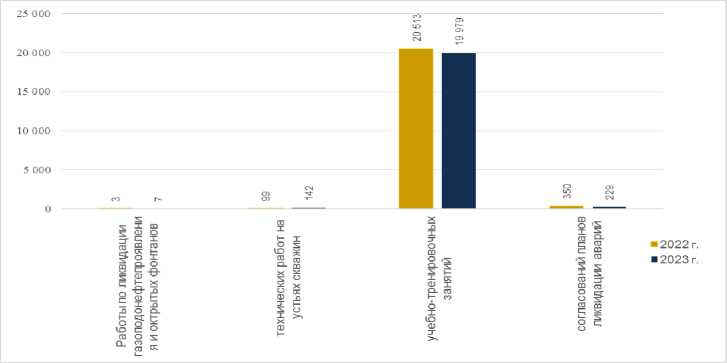 25 000
20 000
15 000
10 000
5 000
0
3
7
99
142
20 513
19 979
350
229
Работы по ликвидации
газоподонефтепроявлени
я и октрытых фонтанов
технических работ на
устьях скважин
учебно-тренировочных
занятий
согласований планов
ликвидации аварий
2022 г.
2023 г.